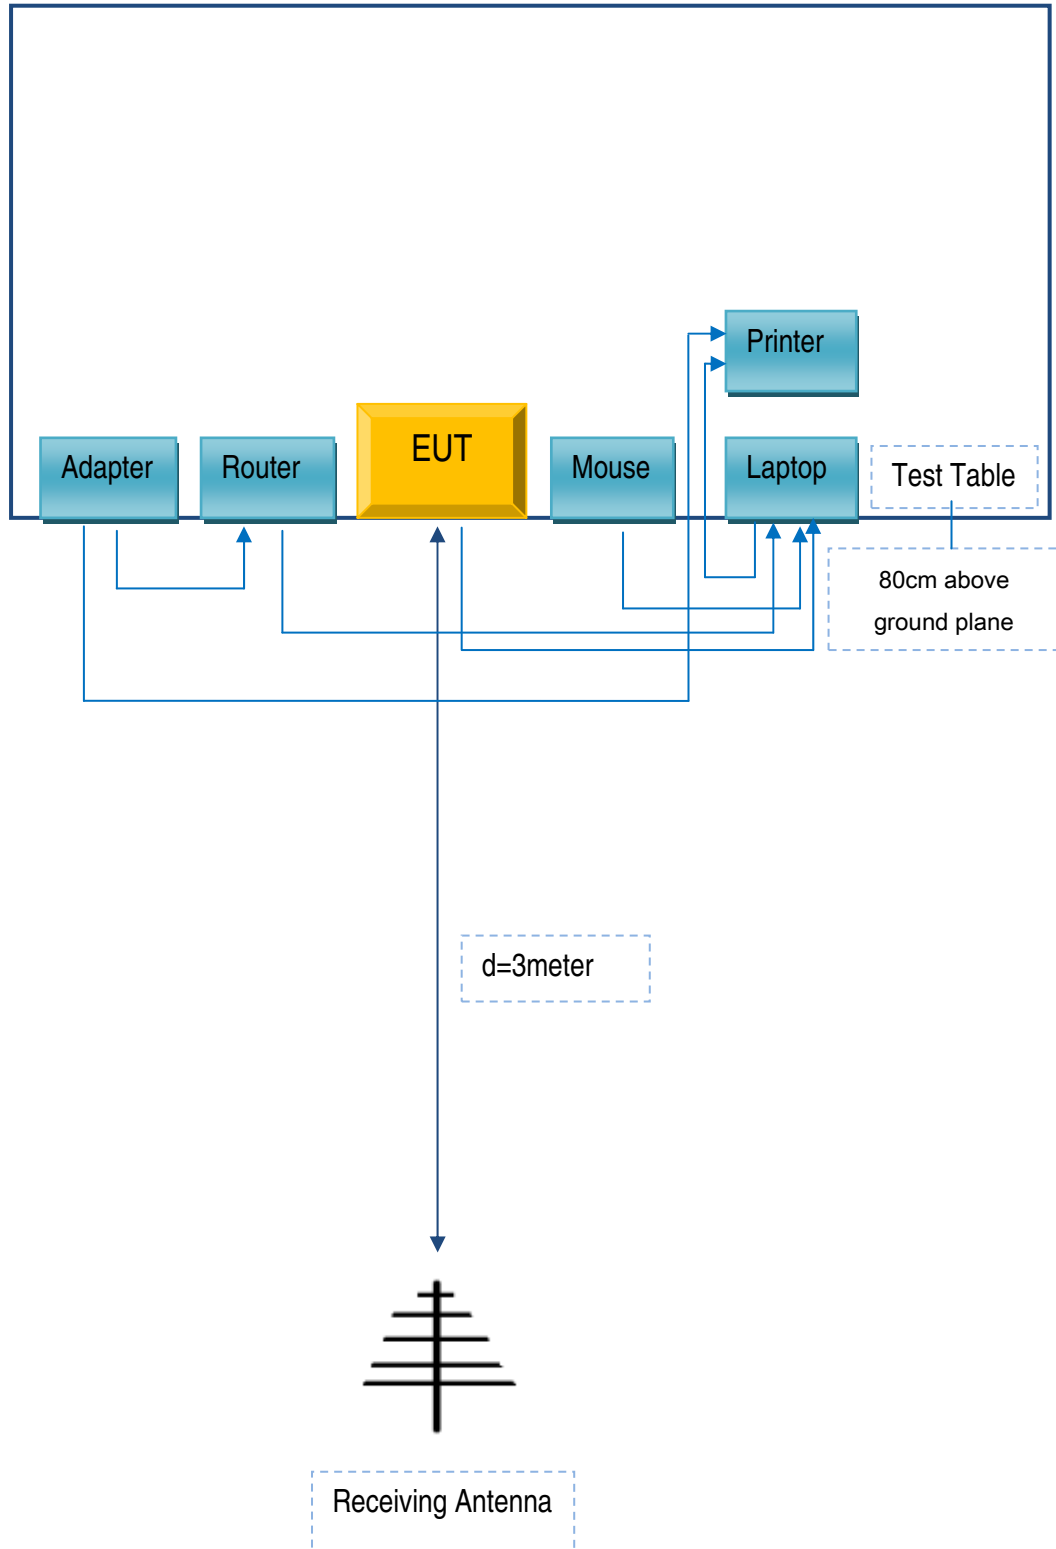 Printer
Adapter
Router
EUT
Mouse
Laptop
Test Table
80cm above
ground plane
d=3meter
Receiving Antenna